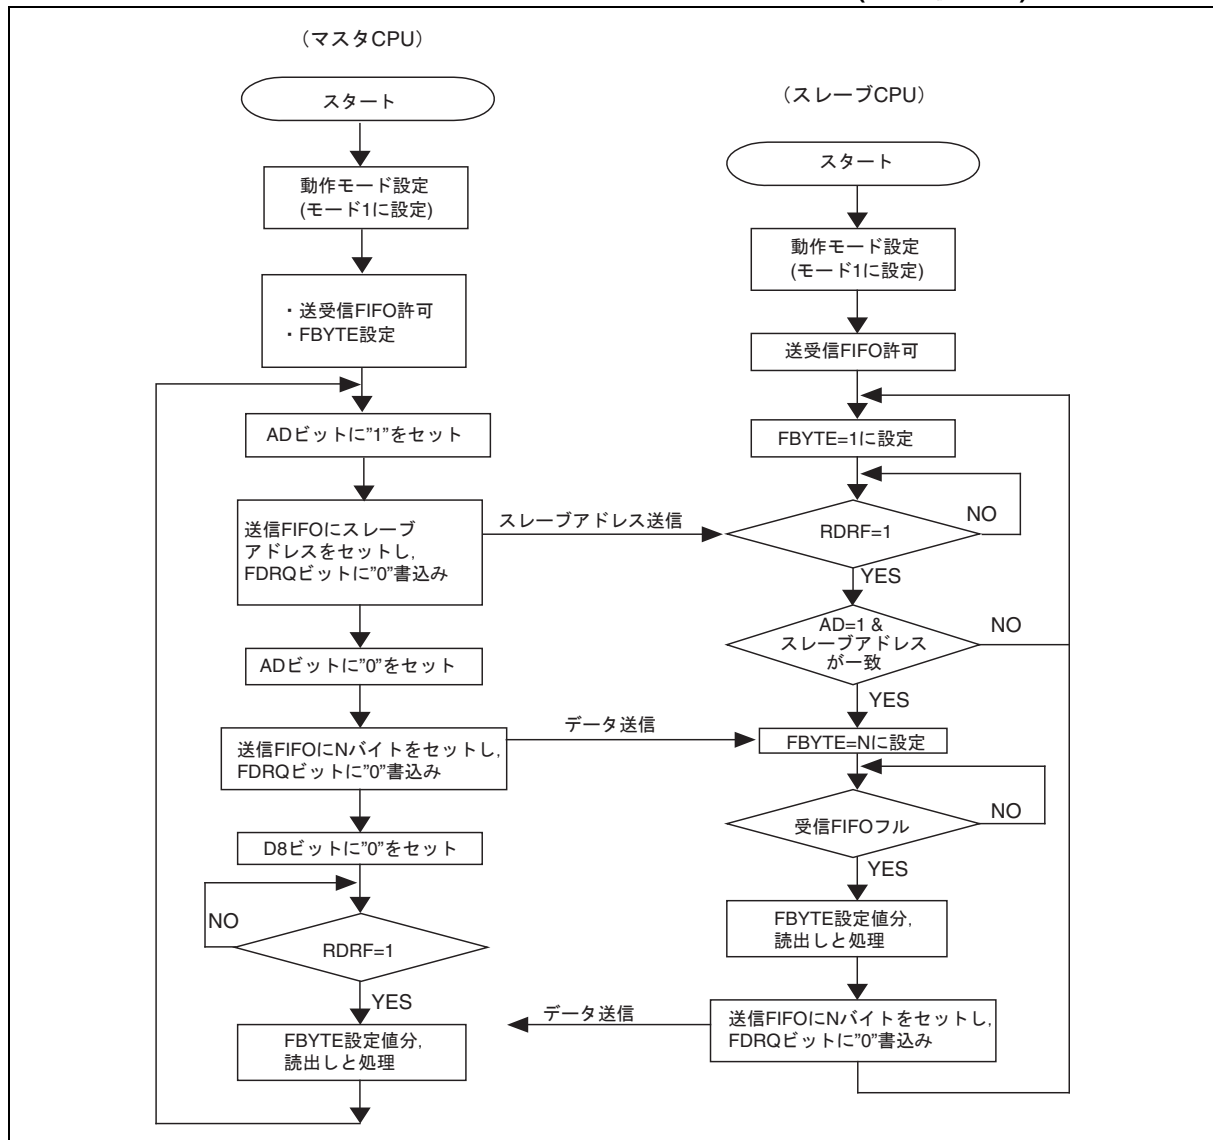 （マスタCPU）
スタート
動作モード設定
(モード1に設定)
・送受信FIFO許可
・FBYTE設定
ADビットに"1"をセット
送信FIFOにスレーブ
アドレスをセットし,
FDRQビットに"0"書込み
スレーブアドレス送信
ADビットに"0"をセット
送信FIFOにNバイトをセットし,
FDRQビットに"0"書込み
データ送信
D8ビットに"0"をセット
NO
RDRF=1
YES
FBYTE設定値分,
読出しと処理
（スレーブCPU）
スタート
動作モード設定
(モード1に設定)
送受信FIFO許可
FBYTE=1に設定
RDRF=1
NO
YES
AD=1 &
スレーブアドレス
が一致
NO
YES
FBYTE=Nに設定
受信FIFOフル
NO
YES
FBYTE設定値分,
読出しと処理
データ送信
送信FIFOにNバイトをセットし,
FDRQビットに"0"書込み